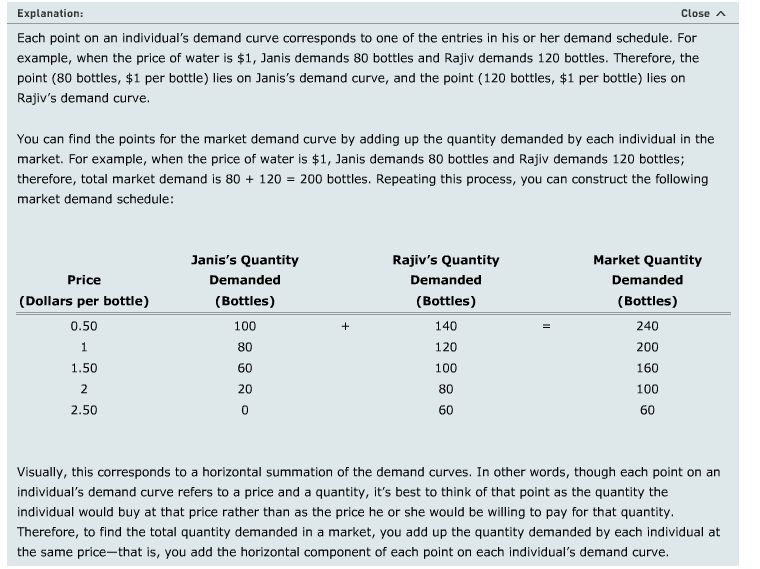 Explanation: Close
Each point on an individual's demand curve corresponds to one of the entries in his or her demand schedule. For
example, when the price of water is $1, Janis demands 80 bottles and Rajiv demands 120 bottles. Therefore, the
point (80 bottles, $1 per bottle) lies on Janis's demand curve, and the point (120 bottles, $1 per bottle) lies on
Rajiv's demand curve.
You can find the points for the market demand curve by adding up the quantity demanded by each individual in the
market. For example, when the price of water is $1, Janis demands 80 bottles and Rajiv demands 120 bottles;
therefore, total market demand is 80 + 120 = 200 bottles. Repeating this process, you can construct the following
market demand schedule:
Janis's Quantity Rajiv's Quantity Market Quantity
Price Demanded Demanded Demanded
(Dollars per bottle) (Bottles) (Bottles) (Bottles)
0.50 100 + 140 = 240
1 80 120 200
1.50 60 100 160
2 20 80 100
2.50 0 60 60
Visually, this corresponds to a horizontal summation of the demand curves. In other words, though each point on an
individual's demand curve refers to a price and a quantity, it's best to think of that point as the quantity the
individual would buy at that price rather than as the price he or she would be willing to pay for that quantity.
Therefore, to find the total quantity demanded in a market, you add up the quantity demanded by each individual at
the same price—that is, you add the horizontal component of each point on each individual's demand curve.